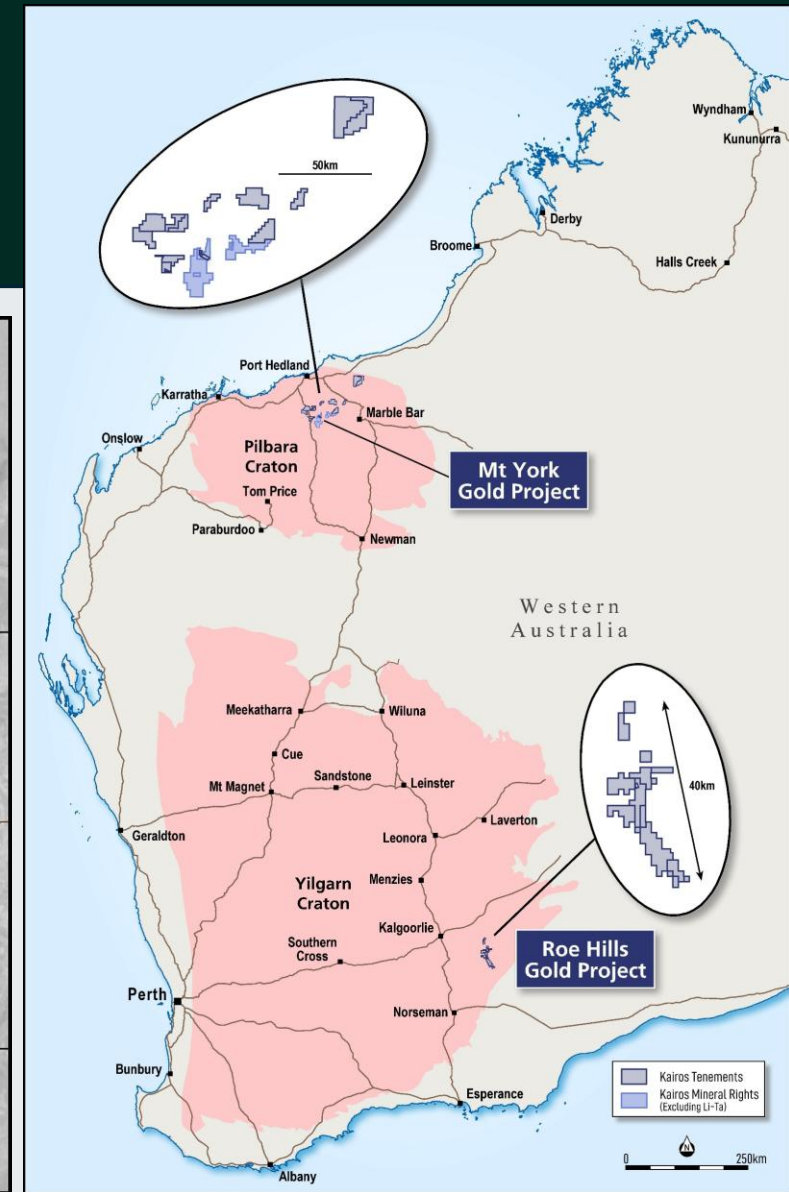 Wyndham
Kununurra
50km
Derby
Broome
Halls Creek
Port Hedland
Karratha
Marble Bar
Onslow
Pilbara
Craton
Mt York
Gold Project
Tom Price
Paraburdoo
Newman
Western
Australia
Meekatharra
Wiluna
Cue
40km
Sandstone
Leinster
Mt Magnet
Laverton
Geraldton
Leonora
Menzies
Yilgarn
Craton
Kalgoorlie
Roe Hills
Gold Project
Southern
Cross
Perth
Norseman
Bunbury
Esperance
Kairos Tenements
Kairos Mineral Rights
(Excluding Li-Ta)
N
0 250km
Albany